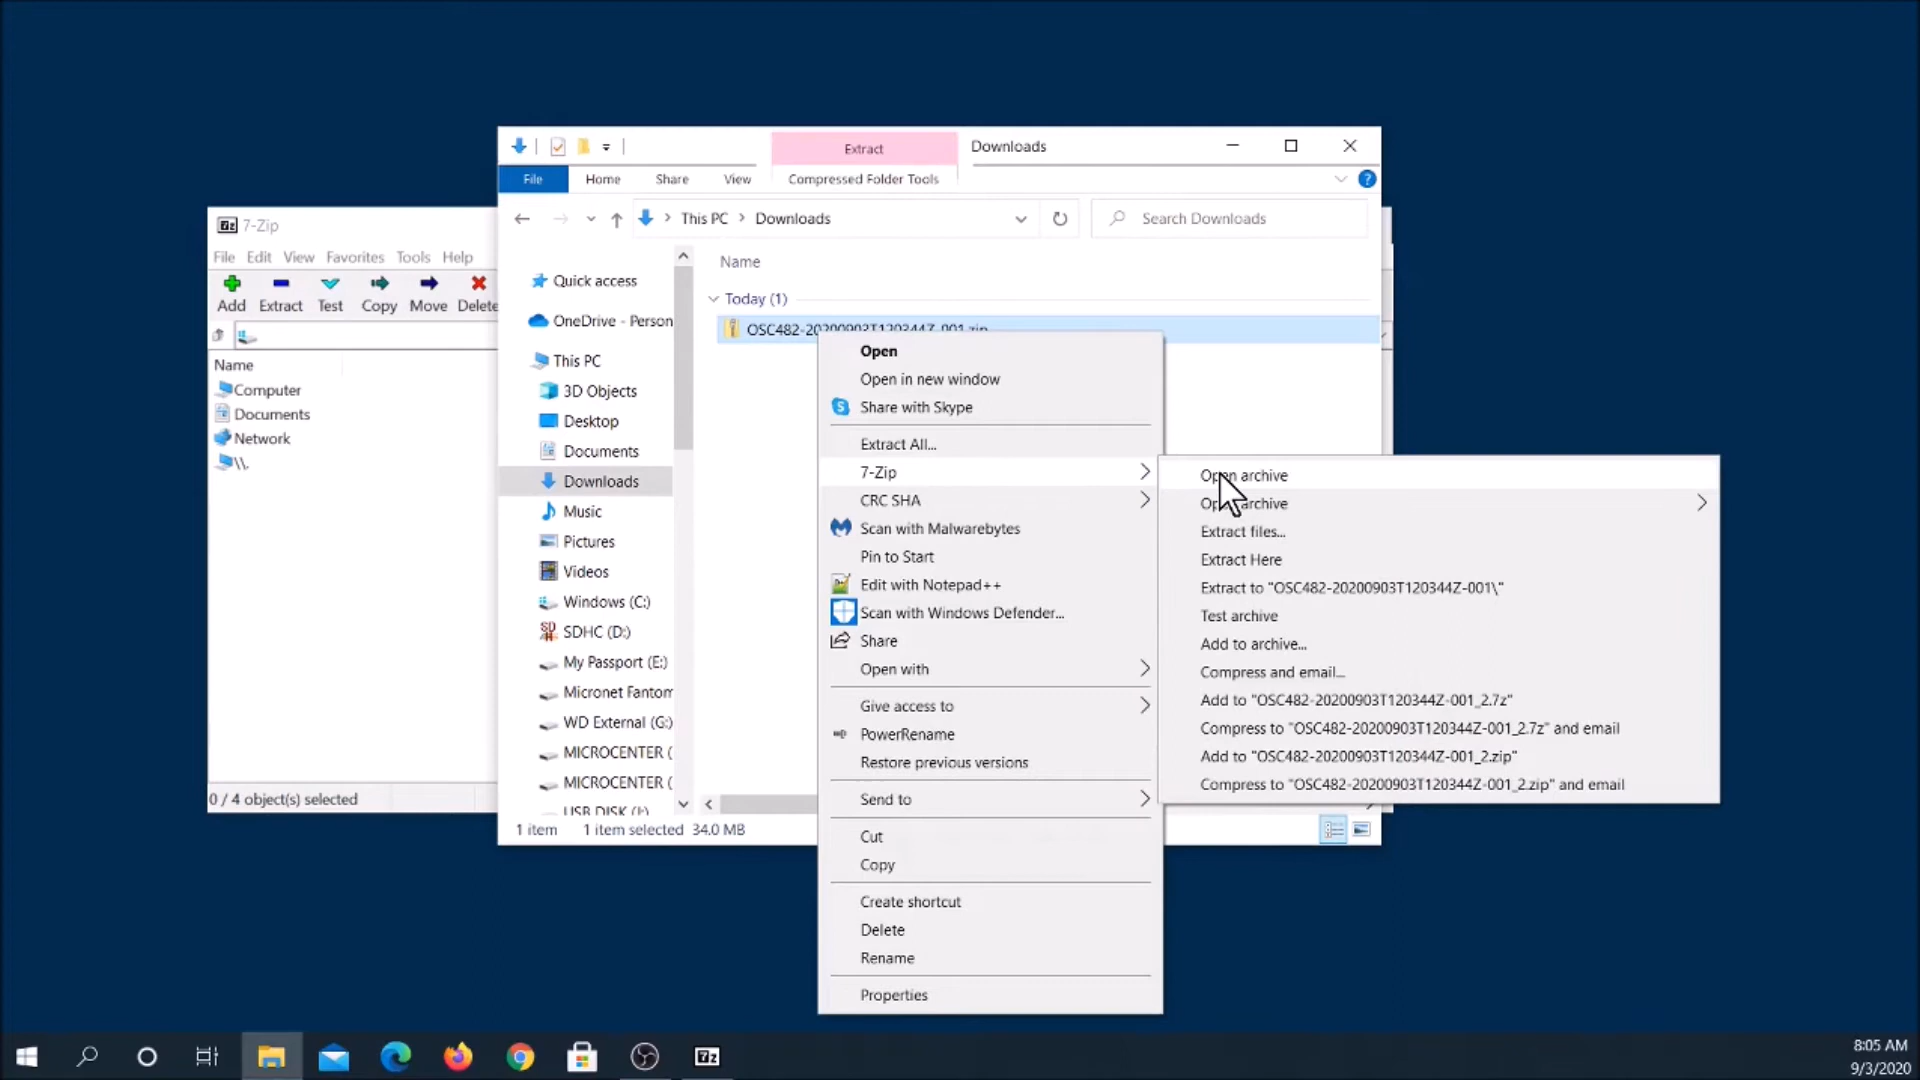 Extract
Downloads
File
Home
Share
View
Compressed Folder Tools
This PC
Downloads
Search Downloads
7-Zip
File Edit View Favorites Tools Help
Add Extract Test Copy Move Delete
Name
Computer
Documents
Network
\\.
0 / 4 object(s) selected
Quick access
OneDrive - Person
This PC
3D Objects
Desktop
Documents
Downloads
Music
Pictures
Videos
Windows (C:)
SDHC (D:)
My Passport (E:)
Micronet Fantom
WD External (G:)
MICROCENTER (
MICROCENTER (
USB DISK (I:)
1 item 1 item selected 34.0 MB
Name
Today (1)
OSC482-20200903T120344Z-001.zip
Open
Open in new window
Share with Skype
Extract All...
7-Zip
CRC SHA
Scan with Malwarebytes
Pin to Start
Edit with Notepad++
Scan with Windows Defender...
Share
Open with
Give access to
PowerRename
Restore previous versions
Send to
Cut
Copy
Create shortcut
Delete
Rename
Properties
Open archive
Open archive
Extract files...
Extract Here
Extract to "OSC482-20200903T120344Z-001\"
Test archive
Add to archive...
Compress and email...
Add to "OSC482-20200903T120344Z-001_2.7z"
Compress to "OSC482-20200903T120344Z-001_2.7z" and email
Add to "OSC482-20200903T120344Z-001_2.zip"
Compress to "OSC482-20200903T120344Z-001_2.zip" and email
8:05 AM
9/3/2020